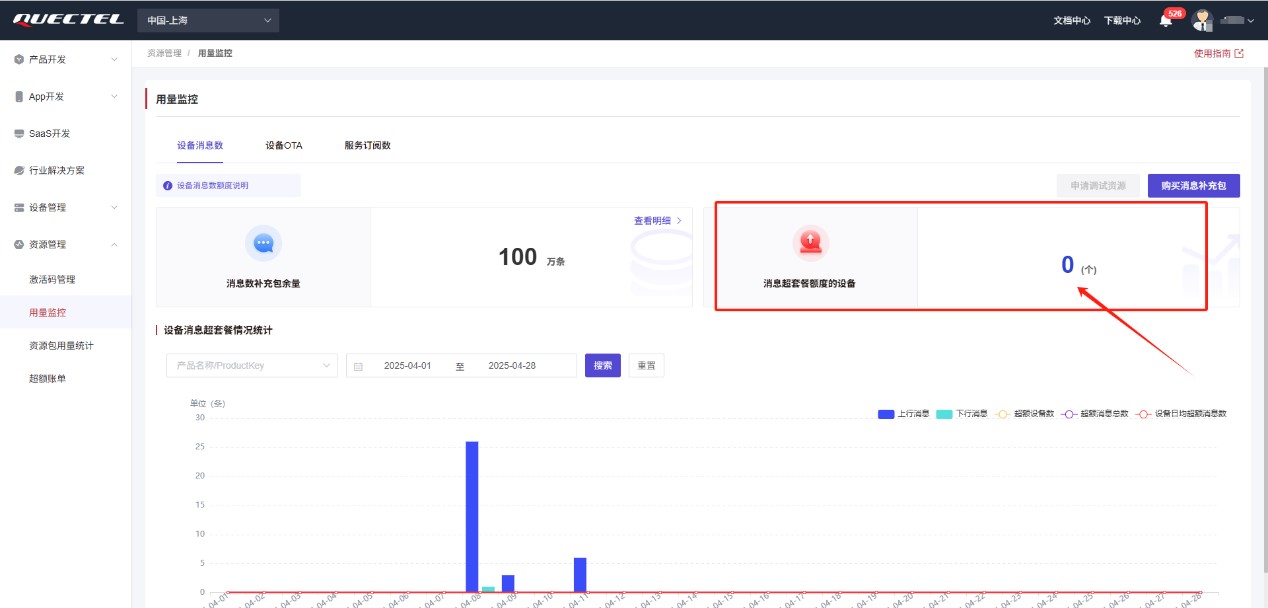 QUECTEL 中国-上海 文档中心 下载中心 526
产品开发
App开发
SaaS开发
行业解决方案
设备管理
资源管理
激活码管理
用量监控
资源包用量统计
超额账单
资源管理 / 用量监控 使用指南
用量监控
设备消息数 设备OTA 服务订阅数
设备消息数额度说明 申请调试资源 购买消息补充包
查看明细
100 万条
消息数补充包余量
0 (个)
消息超套餐额度的设备
设备消息超套餐情况统计
产品名称/ProductKey 2025-04-01 至 2025-04-28 搜索 重置
单位 (条)
上行消息 下行消息 超额设备数 超额消息总数 设备日均超额消息数
30
25
20
15
10
5
0
04-01 04-02 04-03 04-04 04-05 04-06 04-07 04-08 04-09 04-10 04-11 04-12 04-13 04-14 04-15 04-16 04-17 04-18 04-19 04-20 04-21 04-22 04-23 04-24 04-25 04-26 04-27 04-28